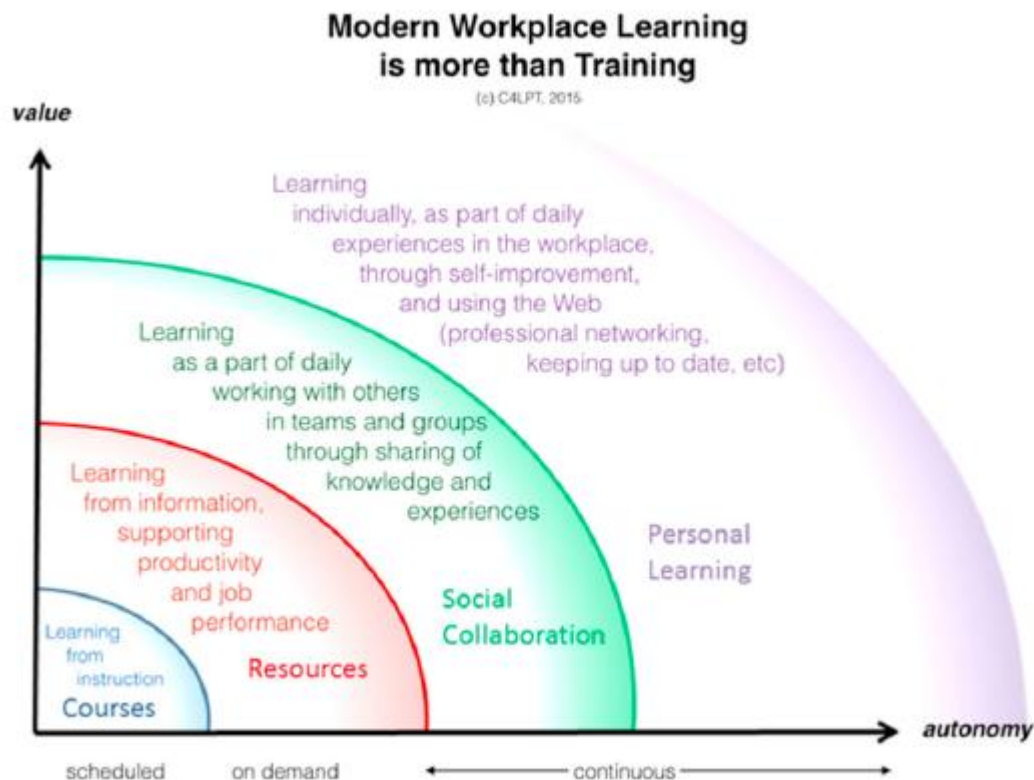 Modern Workplace Learning
is more than Training
(c) C4LPT, 2015
value
Learning
individually, as part of daily
experiences in the workplace,
through self-improvement,
and using the Web
(professional networking,
keeping up to date, etc)
Learning
as a part of daily
working with others
in teams and groups
through sharing of
knowledge and
experiences
Learning
from information,
supporting
productivity
and job
performance
Personal
Learning
Social
Collaboration
Resources
Learning
from
instruction
Courses
autonomy
scheduled
on demand
continuous